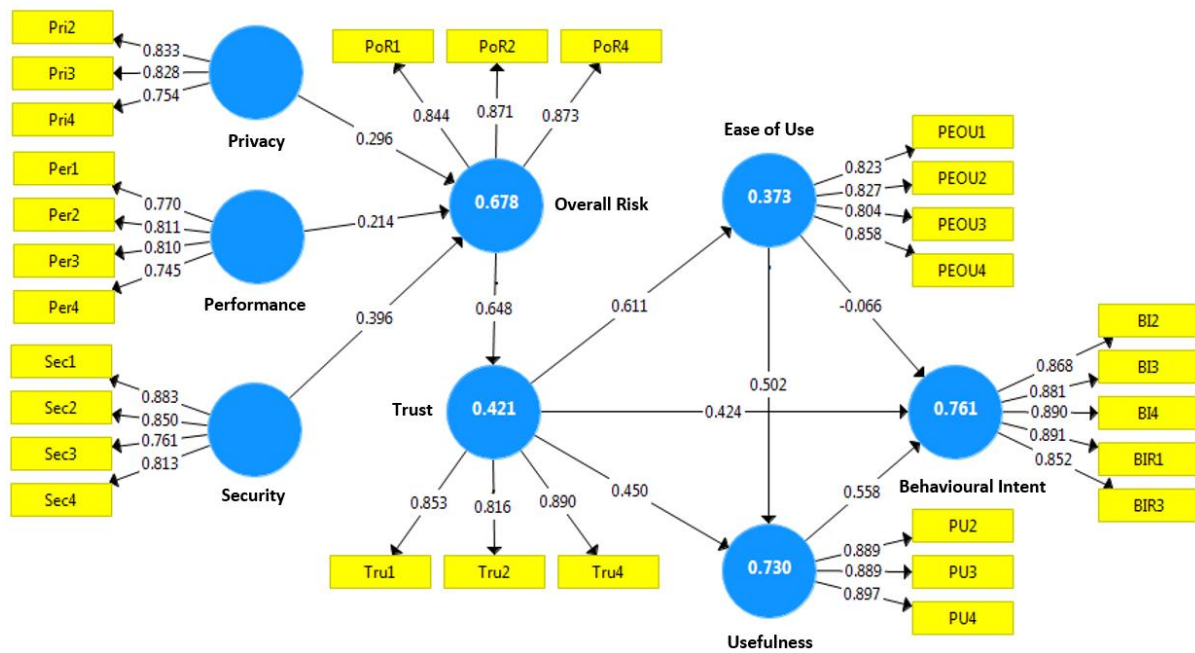 Pri2
Pri3
Pri4
0.833
0.828
0.754
Privacy
0.296
Per1
Per2
Per3
Per4
0.770
0.811
0.810
0.745
Performance
0.214
Sec1
Sec2
Sec3
Sec4
0.883
0.850
0.761
0.813
Security
0.396
PoR1
PoR2
PoR4
0.844
0.871
0.873
0.678
Overall Risk
0.648
Trust
0.421
0.853
0.816
0.890
Tru1
Tru2
Tru4
0.611
0.424
0.450
Ease of Use
0.373
0.823
0.827
0.804
0.858
PEOU1
PEOU2
PEOU3
PEOU4
-0.066
0.502
0.761
Behavioural Intent
0.868
0.881
0.890
0.891
0.852
BI2
BI3
BI4
BIR1
BIR3
0.558
0.730
Usefulness
0.889
0.889
0.897
PU2
PU3
PU4